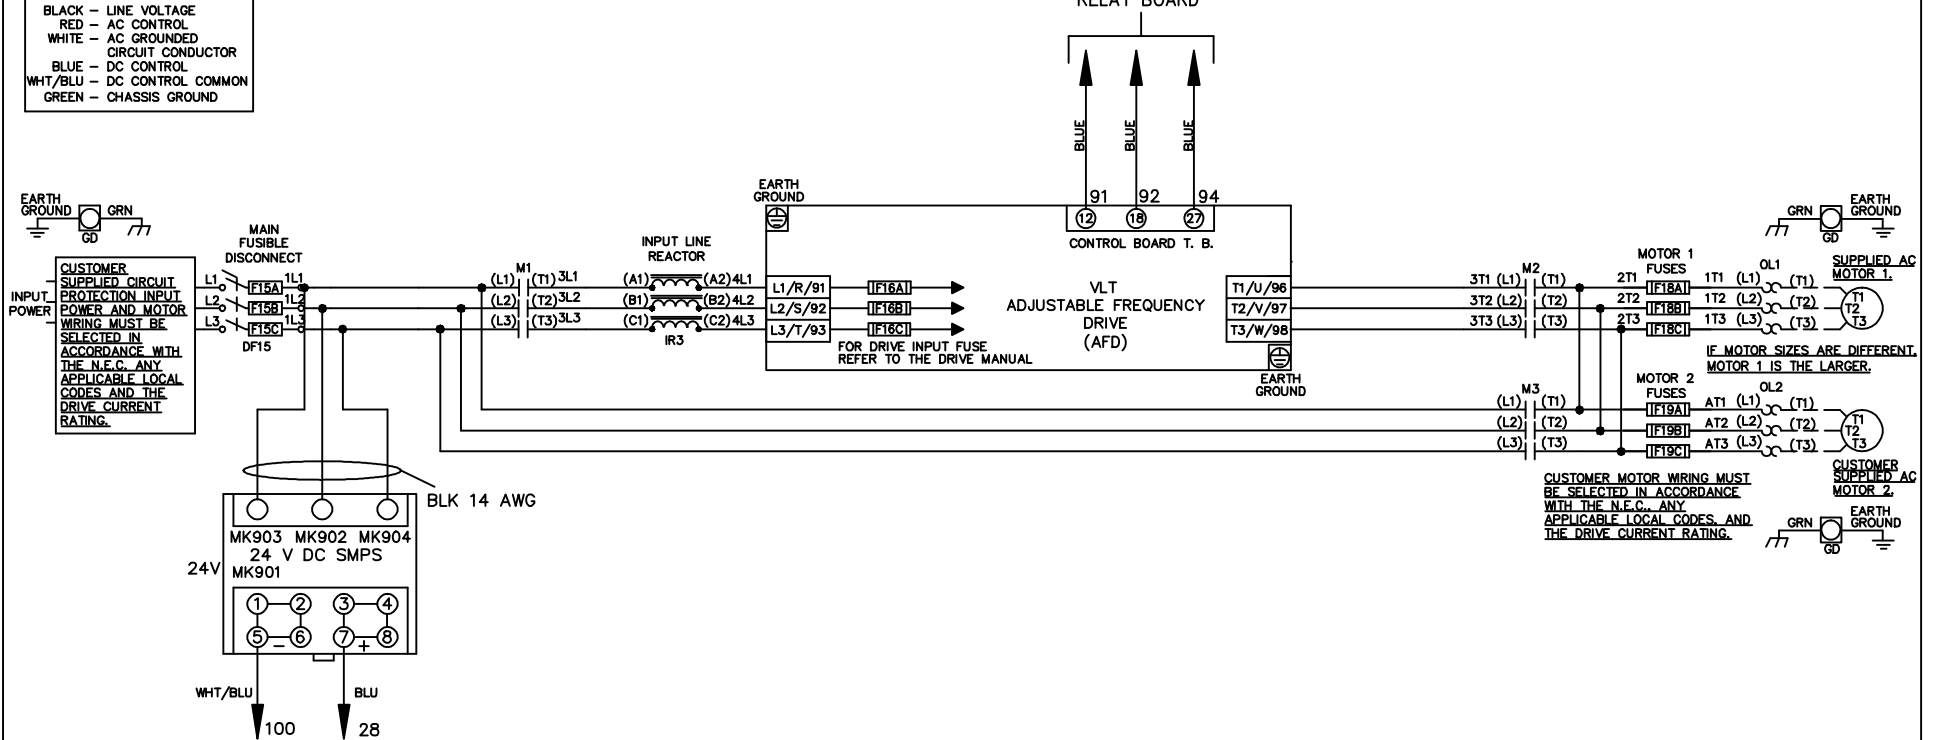 RELAY BOARD
BLACK – LINE VOLTAGE
RED – AC CONTROL
WHITE – AC GROUNDED
CIRCUIT CONDUCTOR
BLUE – DC CONTROL
WHT/BLU – DC CONTROL COMMON
GREEN – CHASSIS GROUND
BLUE
BLUE
BLUE
91 92 94
12 18 27
CONTROL BOARD T. B.
EARTH
GROUND
GRN
GD
INPUT
POWER
CUSTOMER
SUPPLIED CIRCUIT
PROTECTION INPUT
POWER AND MOTOR
WIRING MUST BE
SELECTED IN
ACCORDANCE WITH
THE N.E.C. ANY
APPLICABLE LOCAL
CODES AND THE
DRIVE CURRENT
RATING.
MAIN
FUSIBLE
DISCONNECT
L1 F15A 1L1
L2 F15B 1L2
L3 F15C 1L3
DF15
M1
(L1) (T1) 3L1
(L2) (T2) 3L2
(L3) (T3) 3L3
INPUT LINE
REACTOR
(A1) (A2) 4L1
(B1) (B2) 4L2
(C1) (C2) 4L3
IR3
EARTH
GROUND
L1/R/91 F16A
L2/S/92 F16B
L3/T/93 F16C
FOR DRIVE INPUT FUSE
REFER TO THE DRIVE MANUAL
VLT
ADJUSTABLE FREQUENCY
DRIVE
(AFD)
T1/U/96
T2/V/97
T3/W/98
EARTH
GROUND
M2
3T1 (L1) (T1)
3T2 (L2) (T2)
3T3 (L3) (T3)
MOTOR 1
FUSES
2T1 F18A 1T1 (L1)
2T2 F18B 1T2 (L2)
2T3 F18C 1T3 (L3)
OL1
(T1)
(T2)
(T3)
GRN
GD
EARTH
GROUND
SUPPLIED AC
MOTOR 1.
T1
T2
T3
IF MOTOR SIZES ARE DIFFERENT,
MOTOR 1 IS THE LARGER.
M3
(L1) (T1)
(L2) (T2)
(L3) (T3)
MOTOR 2
FUSES
F19A AT1 (L1)
F19B AT2 (L2)
F19C AT3 (L3)
OL2
(T1)
(T2)
(T3)
T1
T2
T3
CUSTOMER
SUPPLIED AC
MOTOR 2.
CUSTOMER MOTOR WIRING MUST
BE SELECTED IN ACCORDANCE
WITH THE N.E.C., ANY
APPLICABLE LOCAL CODES, AND
THE DRIVE CURRENT RATING.
GRN
GD
EARTH
GROUND
BLK 14 AWG
MK903 MK902 MK904
24 V DC SMPS
24V
MK901
1 2 3 4
5 – 6 7 + 8
WHT/BLU BLU
100 28